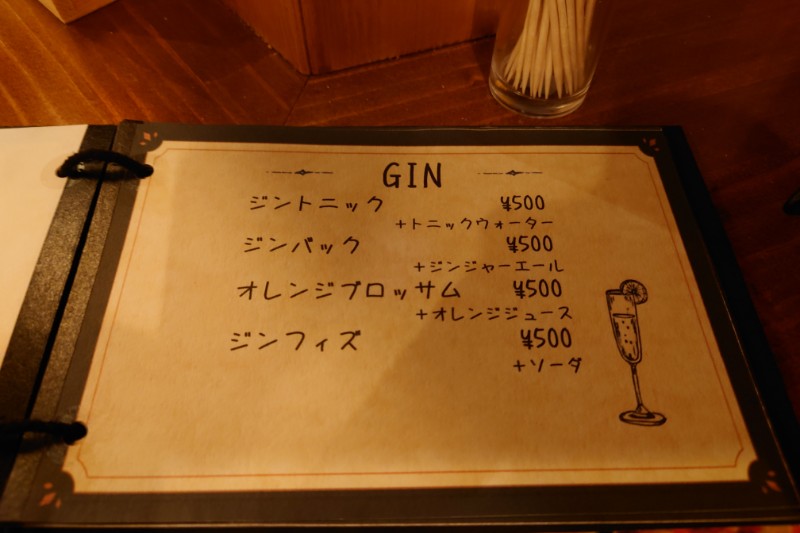 GIN
ジントニック ¥500
+トニックウォーター
ジンバック ¥500
+ジンジャーエール
オレンジブロッサム ¥500
+オレンジジュース
ジンフィズ ¥500
+ソーダ